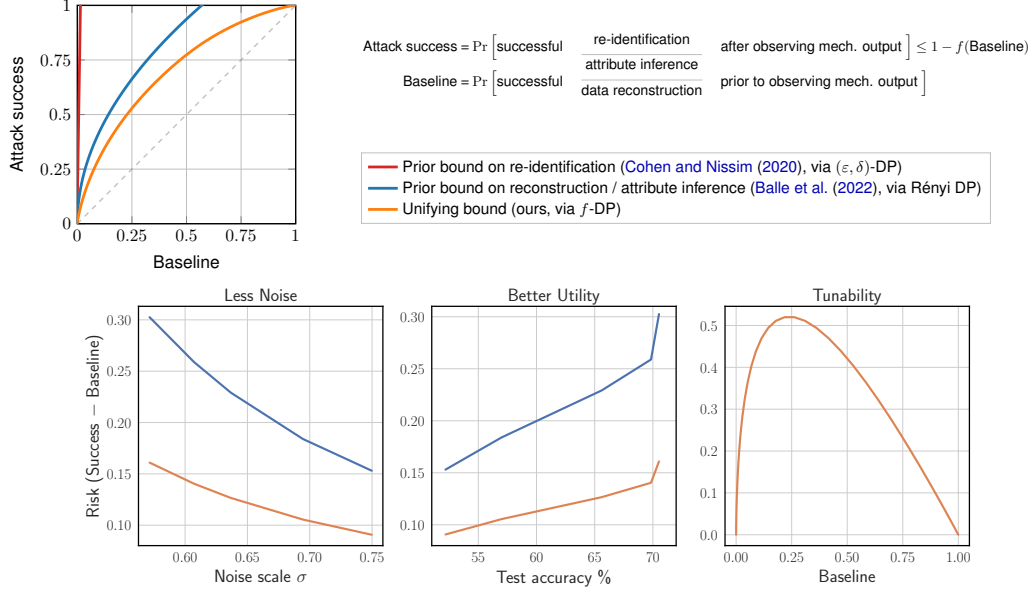 Attack success
1
0.75
0.5
0.25
0
0
0.25
0.5
0.75
1
Baseline
Attack success = Pr [successful re-identification / attribute inference / data reconstruction after observing mech. output ] ≤ 1 − f(Baseline)
Baseline = Pr [successful re-identification / attribute inference / data reconstruction prior to observing mech. output ]
Prior bound on re-identification (Cohen and Nissim (2020), via (ε, δ)-DP)
Prior bound on reconstruction / attribute inference (Balle et al. (2022), via Rényi DP)
Unifying bound (ours, via f-DP)
Less Noise
Risk (Success − Baseline)
0.30
0.25
0.20
0.15
0.10
0.60
0.65
0.70
0.75
Noise scale σ
Better Utility
0.30
0.25
0.20
0.15
0.10
55
60
65
70
Test accuracy %
Tunability
0.5
0.4
0.3
0.2
0.1
0.0
0.00
0.25
0.50
0.75
1.00
Baseline